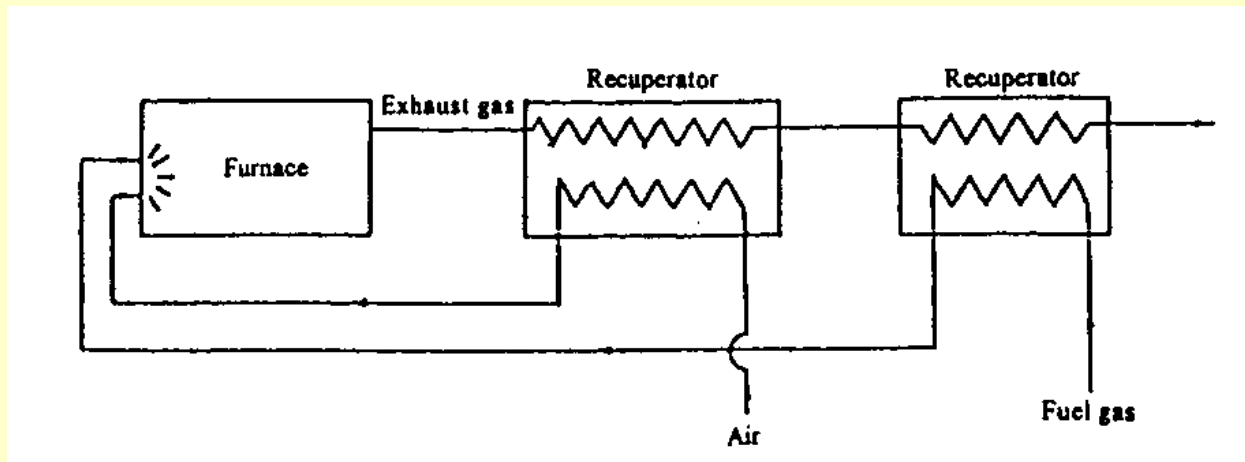 Recuperator
Recuperator
Exhaust gas
Furnace
Fuel gas
Air